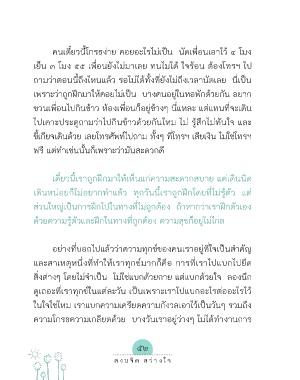 คนเดี๋ยวนี้โกรธง่าย คอยอะไรไม่เป็น นัดเพื่อนเอาไว้ ๔ โมง
เย็น ๓ โมง ๕๕ เพื่อนยังไม่มาเลย ทนไม่ได้ ใจร้อน ต้องโทรฯ ไป
ถามว่าตอนนี้ถึงไหนแล้ว รอไม่ได้ทั้งที่ยังไม่ถึงเวลานัดเลย นี่เป็น
เพราะว่าถูกฝึกมาให้คอยไม่เป็น บางคนอยู่ในหอพักด้วยกัน อยาก
ชวนเพื่อนไปกินข้าว ห้องเพื่อนก็อยู่ข้างๆ นี่แหละ แต่แทนที่จะเดิน
ไปเคาะประตูถามว่าไปกินข้าวด้วยกันไหม ไม่ รู้สึกไม่ทันใจ และ
ขี้เกียจเดินด้วย เลยโทรศัพท์ไปถาม ทั้งๆ ที่โทรฯ เสียเงิน ไม่ใช่โทรฯ
ฟรี แต่ทำเช่นนั้นก็เพราะว่ามันสะดวกดี
เดี๋ยวนี้เราถูกฝึกมาให้เห็นแก่ความสะดวกสบาย แค่เดินนิด
เดินหน่อยก็ไม่อยากทำแล้ว ทุกวันนี้เราถูกฝึกโดยที่ไม่รู้ตัว แต่
ส่วนใหญ่เป็นการฝึกไปในทางที่ไม่ถูกต้อง ถ้าหากว่าเราฝึกตัวเอง
ด้วยความรู้ตัวและฝึกในทางที่ถูกต้อง ความสุขก็อยู่ไม่ไกล
อย่างที่บอกไปแล้วว่าความทุกข์ของคนเราอยู่ที่ใจเป็นสำคัญ
และสาเหตุหนึ่งที่ทำให้เราทุกข์มากก็คือ การที่เราไปแบกไปยึด
สิ่งต่างๆ โดยไม่จำเป็น ไม่ใช่แบกด้วยกาย แต่แบกด้วยใจ ลองนึก
ดูเถอะที่เราทุกข์ในแต่ละวัน เป็นเพราะเราไปแบกอะไรต่ออะไรไว้
ในใจใช่ไหม เราแบกความเครียดความกังวลเอาไว้เป็นวันๆ รวมถึง
ความโกรธความเกลียดด้วย บางวันเราอยู่ว่างๆ ไม่ได้ทำงานการ
๕๒
สงบจิต สว่างใจ